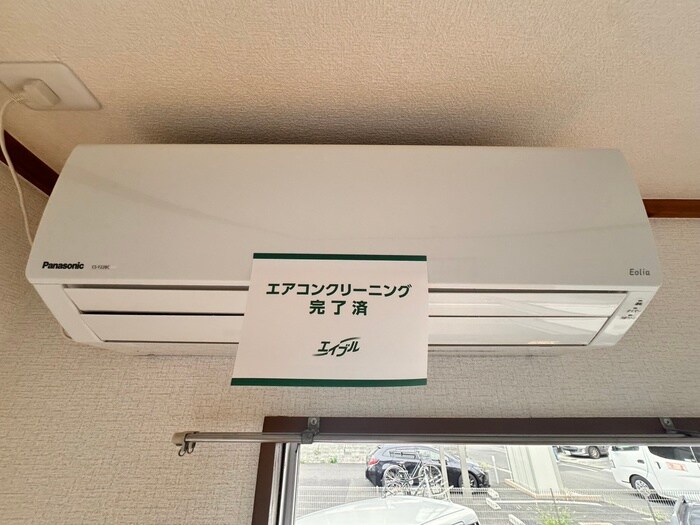 Panasonic
Eolia
エアコンクリーニング
完了済
エイブル